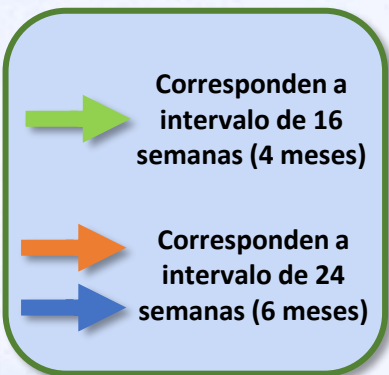 Corresponden a
intervalo de 16
semanas (4 meses)
Corresponden a
intervalo de 24
semanas (6 meses)